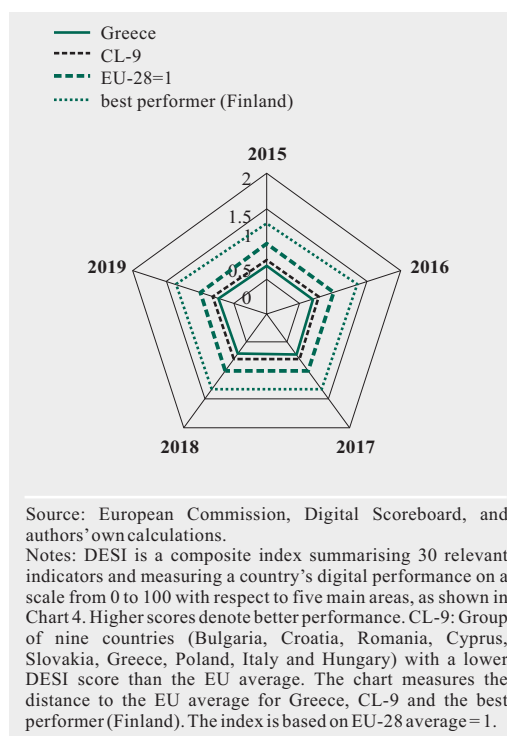 Greece
CL-9
EU-28=1
best performer (Finland)
2015
2
1.5
1
0.5
0
2019
2016
2018
2017
Source: European Commission, Digital Scoreboard, and
authors' own calculations.
Notes: DESI is a composite index summarising 30 relevant
indicators and measuring a country's digital performance on a
scale from 0 to 100 with respect to five main areas, as shown in
Chart 4. Higher scores denote better performance. CL-9: Group
of nine countries (Bulgaria, Croatia, Romania, Cyprus,
Slovakia, Greece, Poland, Italy and Hungary) with a lower
DESI score than the EU average. The chart measures the
distance to the EU average for Greece, CL-9 and the best
performer (Finland). The index is based on EU-28 average = 1.